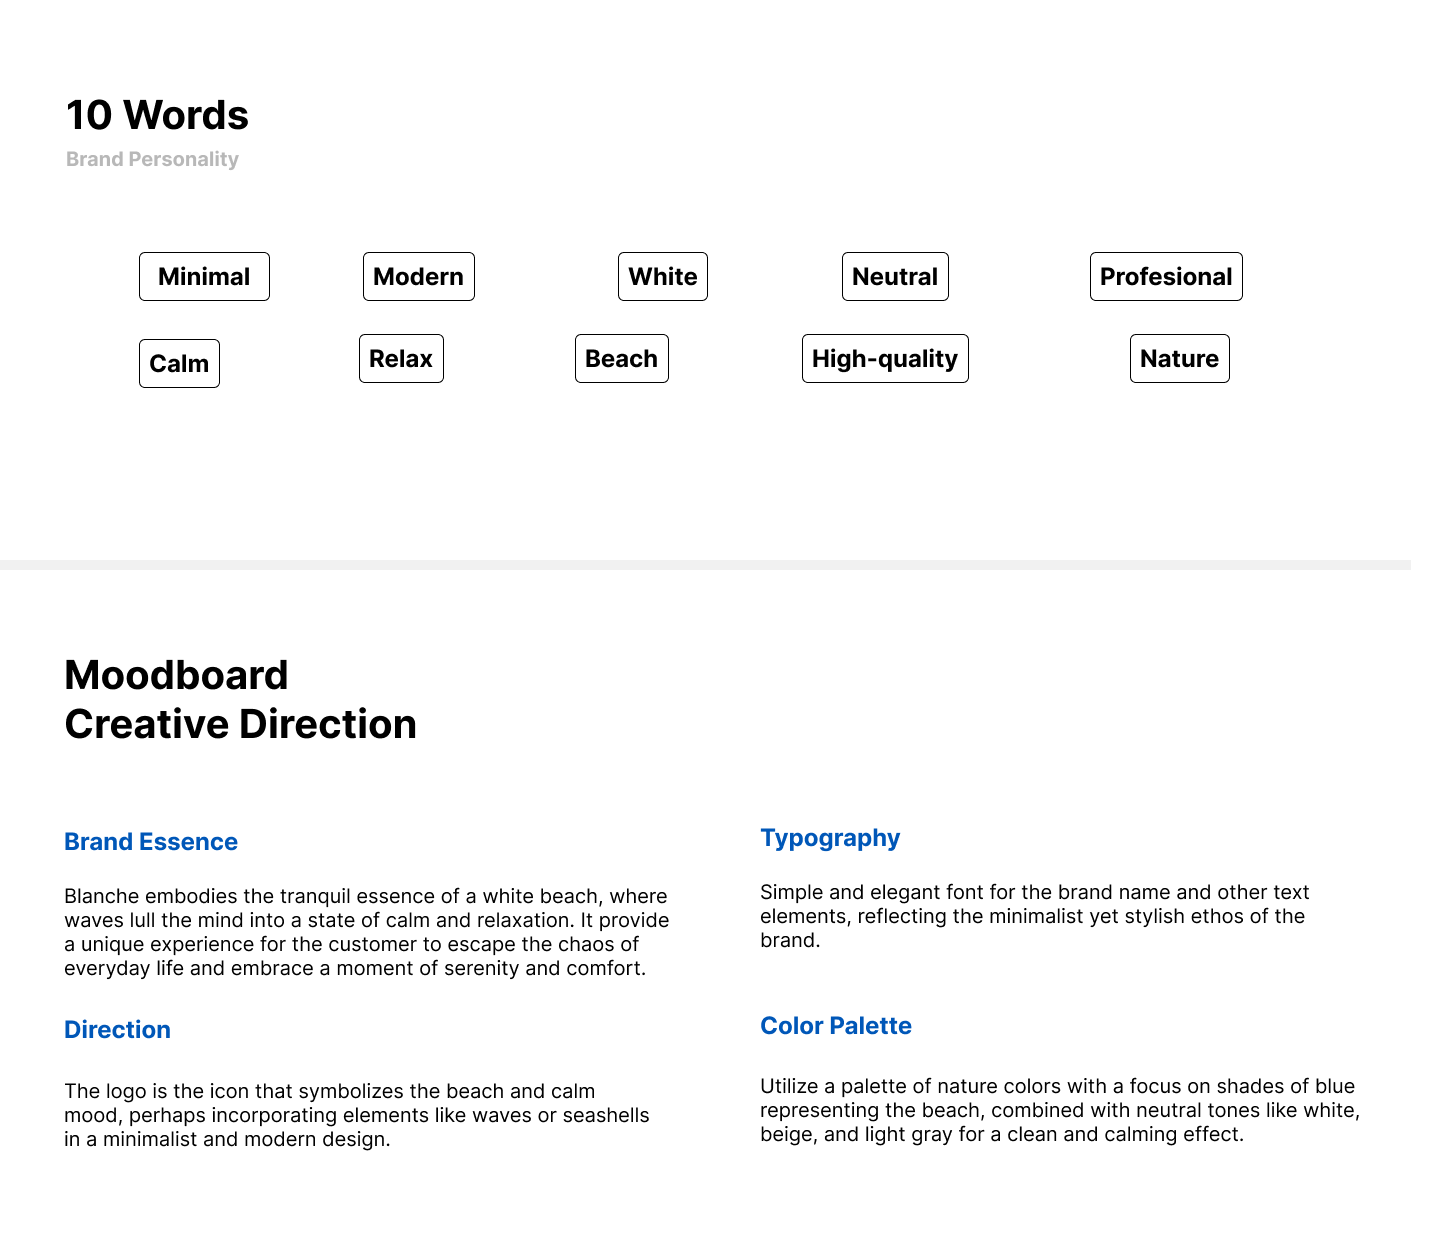 10 Words
Brand Personality
Minimal
Modern
White
Neutral
Profesional
Calm
Relax
Beach
High-quality
Nature
Moodboard
Creative Direction
Brand Essence
Blanche embodies the tranquil essence of a white beach, where
waves lull the mind into a state of calm and relaxation. It provide
a unique experience for the customer to escape the chaos of
everyday life and embrace a moment of serenity and comfort.
Direction
The logo is the icon that symbolizes the beach and calm
mood, perhaps incorporating elements like waves or seashells
in a minimalist and modern design.
Typography
Simple and elegant font for the brand name and other text
elements, reflecting the minimalist yet stylish ethos of the
brand.
Color Palette
Utilize a palette of nature colors with a focus on shades of blue
representing the beach, combined with neutral tones like white,
beige, and light gray for a clean and calming effect.